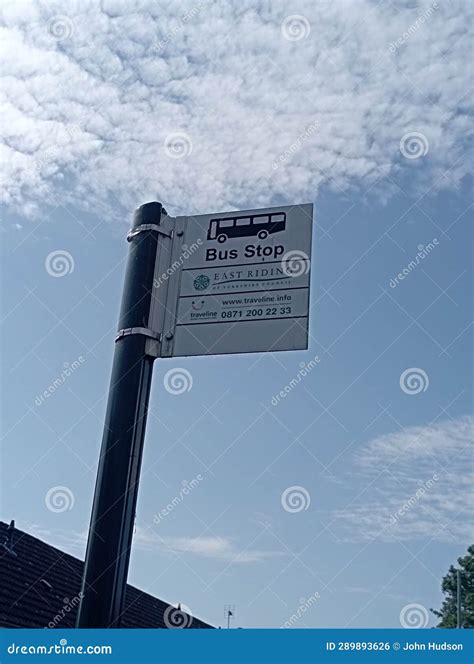 Bus Stop
EAST RIDING
OF YORKSHIRE COUNCIL
www.traveline.info
traveline 0871 200 22 33
dreamstime.com
ID 289893626 © John Hudson